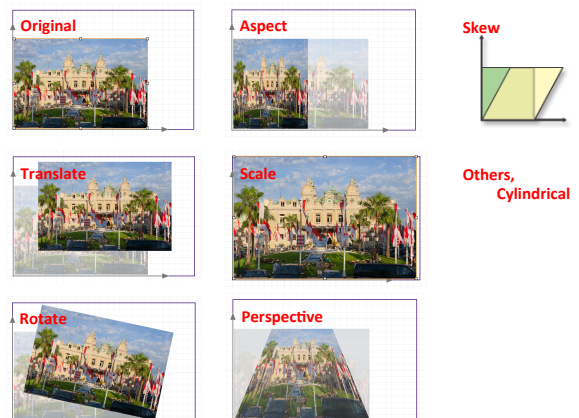 Original
Aspect
Skew
Translate
Scale
Others,
Cylindrical
Rotate
Perspective